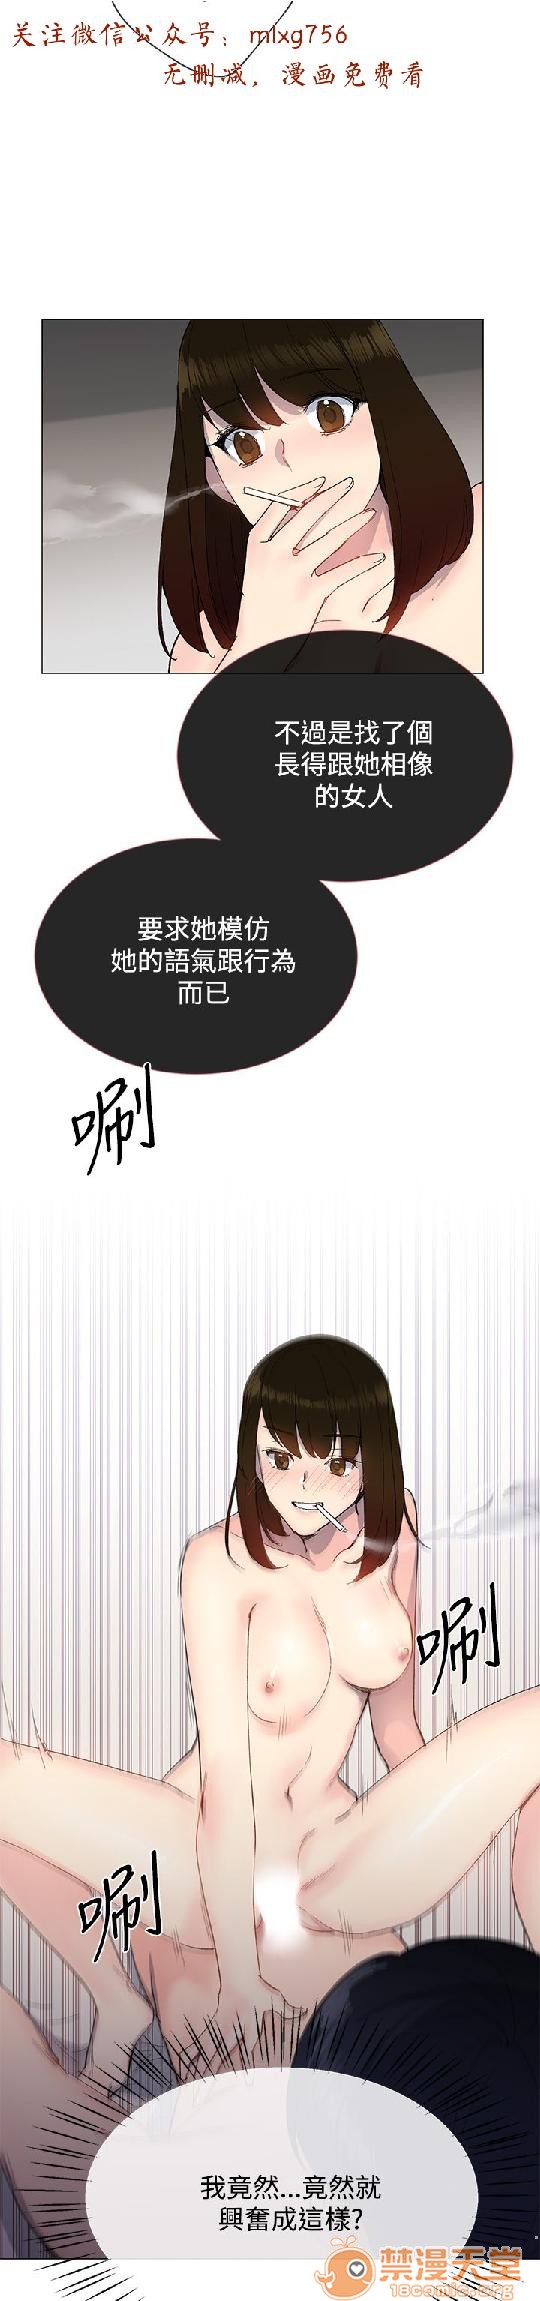 关注微信公众号：mlxg756
无删减，漫画免费看
不過是找了個
長得跟她相像
的女人
要求她模仿
她的語氣跟行為
而已
唰
唰
唰
我竟然...竟然就
興奮成這樣?
禁漫天堂
18comic.org